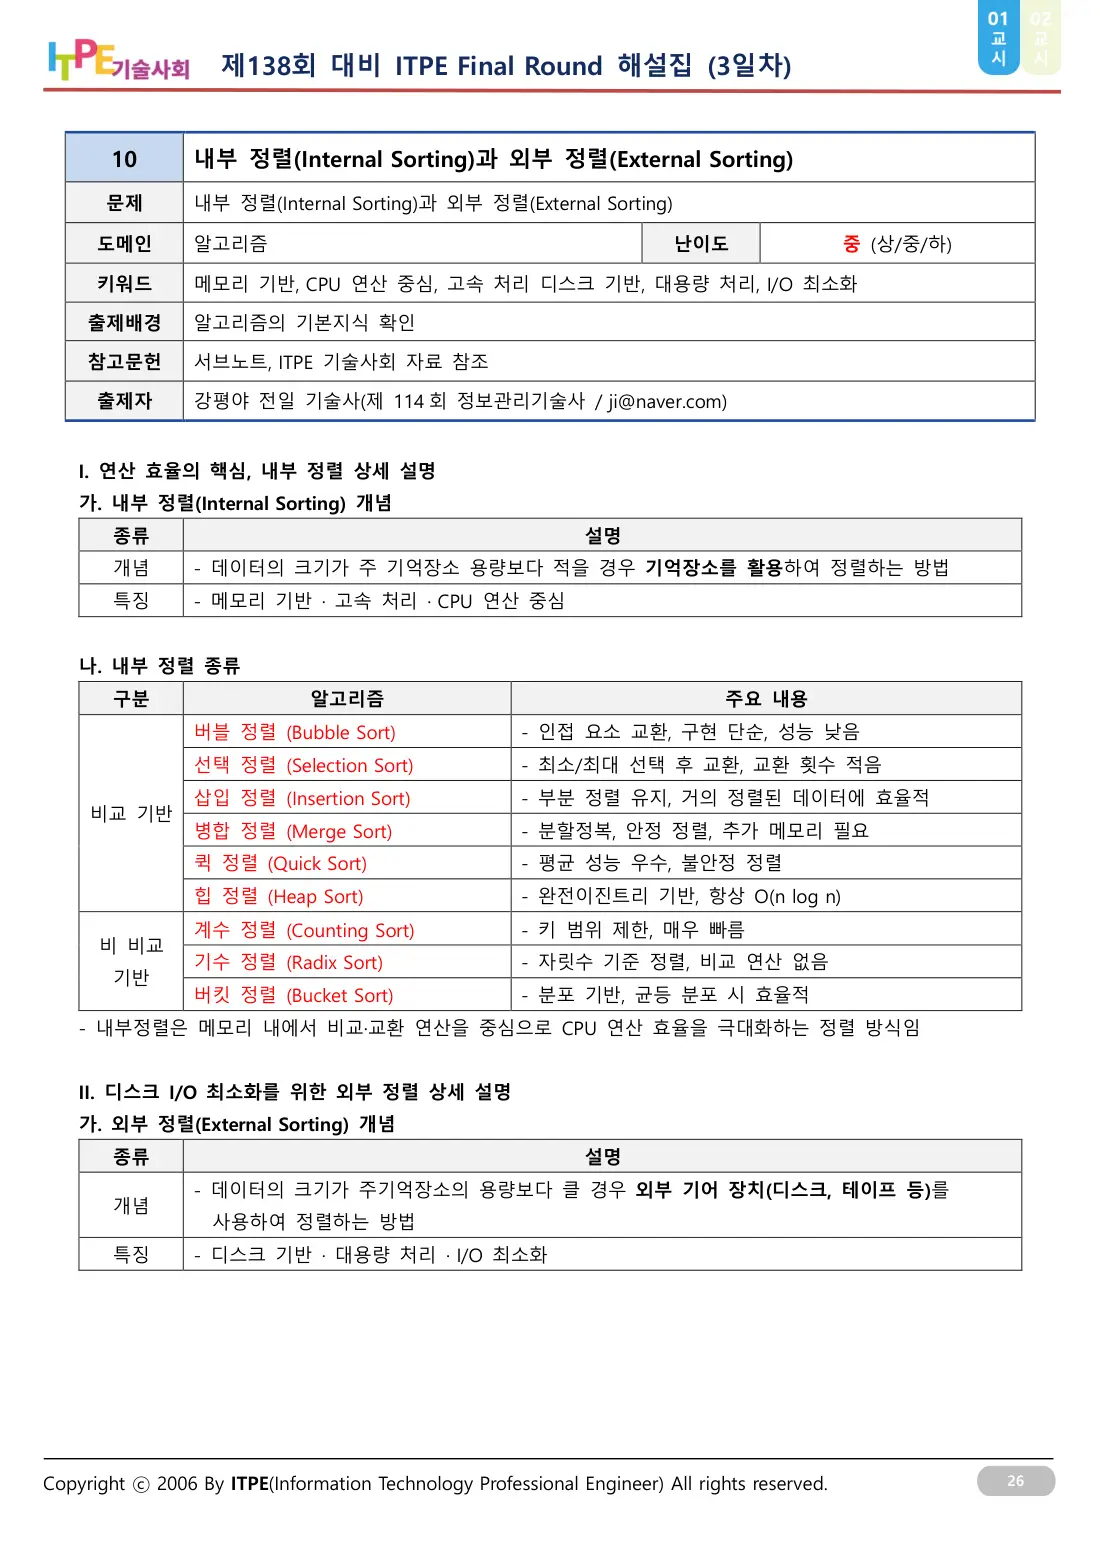 ITPE기술사회 제138회 대비 ITPE Final Round 해설집 (3일차)
01 교시
02 교시
10 내부 정렬(Internal Sorting)과 외부 정렬(External Sorting)
문제 내부 정렬(Internal Sorting)과 외부 정렬(External Sorting)
도메인 알고리즘 난이도 중 (상/중/하)
키워드 메모리 기반, CPU 연산 중심, 고속 처리 디스크 기반, 대용량 처리, I/O 최소화
출제배경 알고리즘의 기본지식 확인
참고문헌 서브노트, ITPE 기술사회 자료 참조
출제자 강평야 전일 기술사(제 114회 정보관리기술사 / ji@naver.com)
I. 연산 효율의 핵심, 내부 정렬 상세 설명
가. 내부 정렬(Internal Sorting) 개념
종류 설명
개념 - 데이터의 크기가 주 기억장소 용량보다 적을 경우 기억장소를 활용하여 정렬하는 방법
특징 - 메모리 기반 · 고속 처리 · CPU 연산 중심
나. 내부 정렬 종류
구분 알고리즘 주요 내용
비교 기반 버블 정렬 (Bubble Sort) - 인접 요소 교환, 구현 단순, 성능 낮음
선택 정렬 (Selection Sort) - 최소/최대 선택 후 교환, 교환 횟수 적음
삽입 정렬 (Insertion Sort) - 부분 정렬 유지, 거의 정렬된 데이터에 효율적
병합 정렬 (Merge Sort) - 분할정복, 안정 정렬, 추가 메모리 필요
퀵 정렬 (Quick Sort) - 평균 성능 우수, 불안정 정렬
힙 정렬 (Heap Sort) - 완전이진트리 기반, 항상 O(n log n)
비 비교 기반 계수 정렬 (Counting Sort) - 키 범위 제한, 매우 빠름
기수 정렬 (Radix Sort) - 자릿수 기준 정렬, 비교 연산 없음
버킷 정렬 (Bucket Sort) - 분포 기반, 균등 분포 시 효율적
- 내부정렬은 메모리 내에서 비교·교환 연산을 중심으로 CPU 연산 효율을 극대화하는 정렬 방식임
II. 디스크 I/O 최소화를 위한 외부 정렬 상세 설명
가. 외부 정렬(External Sorting) 개념
종류 설명
개념 - 데이터의 크기가 주기억장소의 용량보다 클 경우 외부 기어 장치(디스크, 테이프 등)를
사용하여 정렬하는 방법
특징 - 디스크 기반 · 대용량 처리 · I/O 최소화
Copyright ⓒ 2006 By ITPE(Information Technology Professional Engineer) All rights reserved.
26